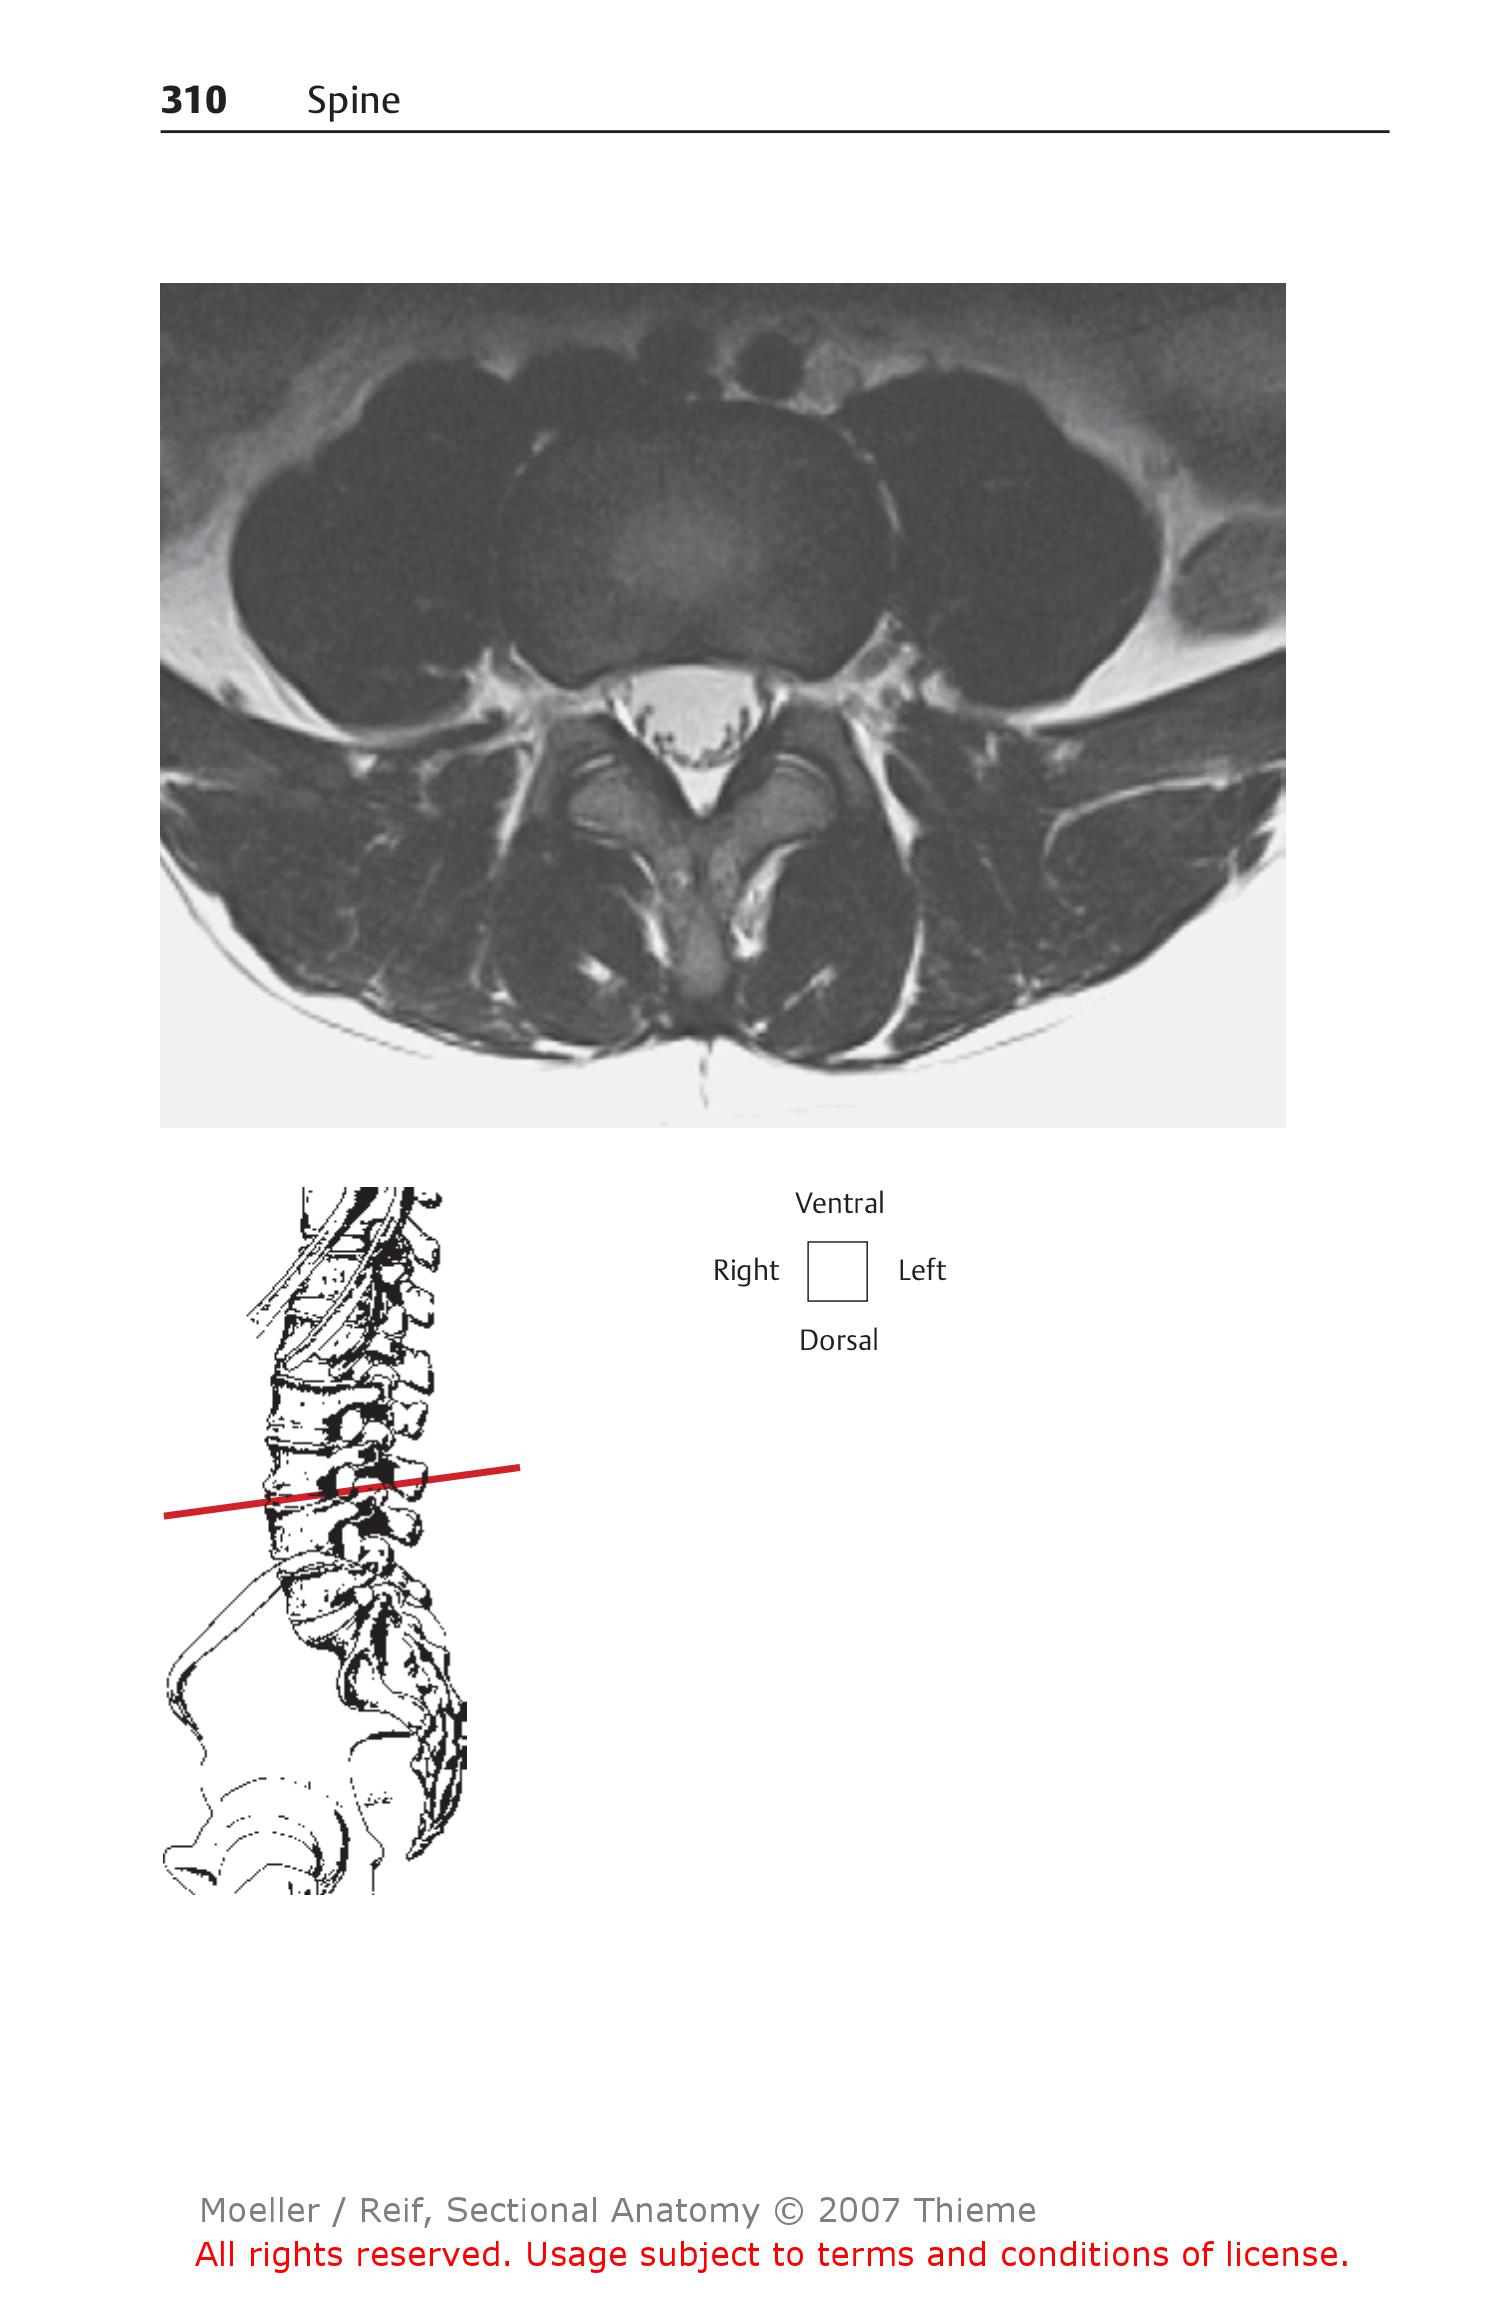 310 Spine
Ventral
Right Left
Dorsal
Moeller / Reif, Sectional Anatomy © 2007 Thieme
All rights reserved. Usage subject to terms and conditions of license.